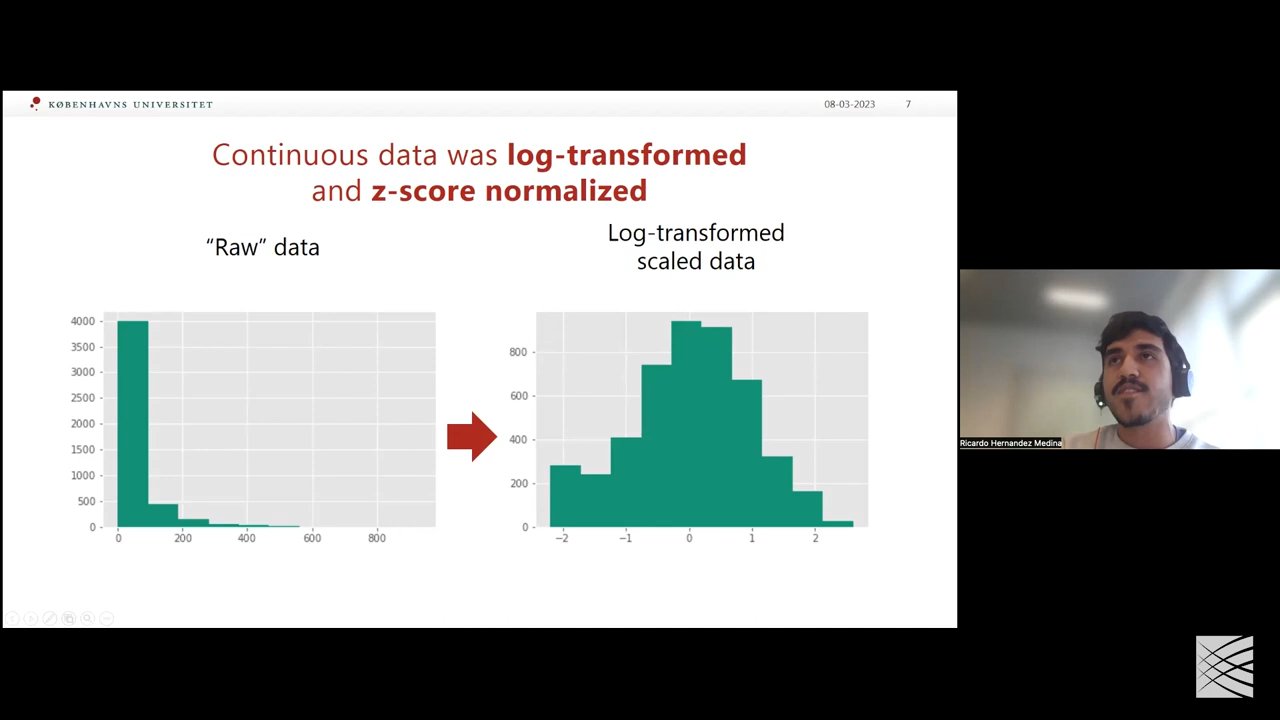 KØBENHAVNS UNIVERSITET
08-03-2023
7
Continuous data was log-transformed
and z-score normalized
“Raw” data
Log-transformed
scaled data
4000
3500
3000
2500
2000
1500
1000
500
0
0 200 400 600 800
800
600
400
200
0
−2 −1 0 1 2
Ricardo Hernandez Medina